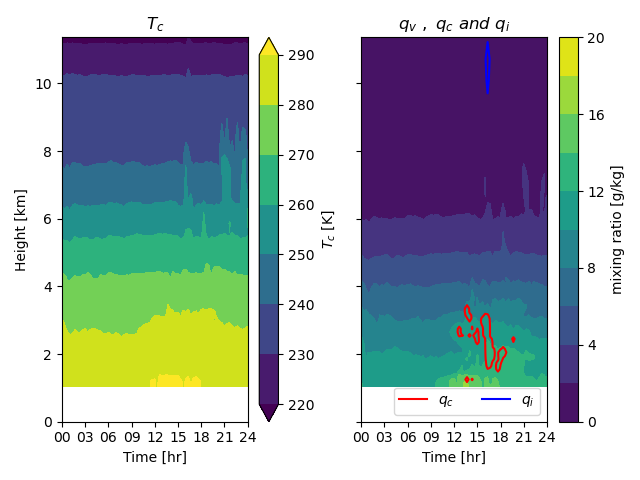 T_c
q_v , q_c and q_i
Height [km]
10
8
6
4
2
0
00 03 06 09 12 15 18 21 24
Time [hr]
290
280
270
260
250
240
230
220
T_c [K]
00 03 06 09 12 15 18 21 24
Time [hr]
q_c
q_i
20
16
12
8
4
0
mixing ratio [g/kg]